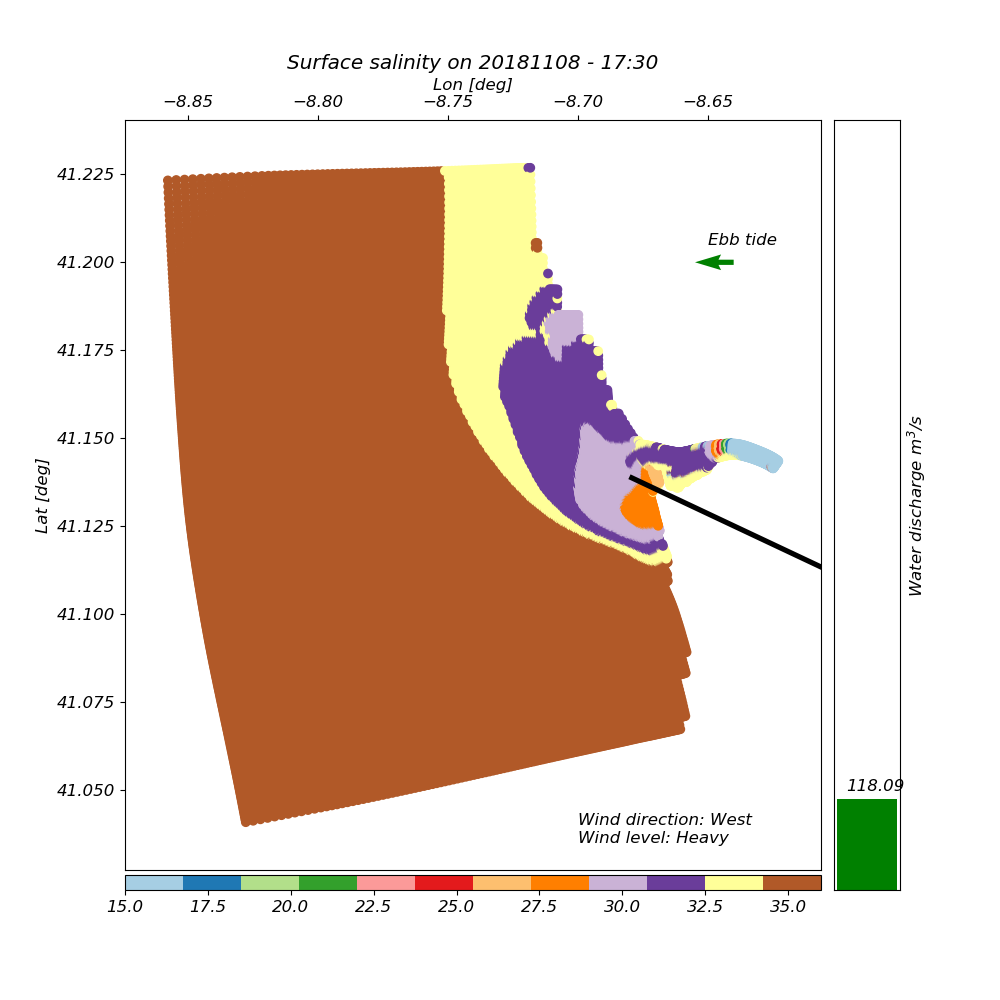 Surface salinity on 20181108 - 17:30
Lon [deg]
−8.85 −8.80 −8.75 −8.70 −8.65
41.225
41.200
41.175
41.150
41.125
41.100
41.075
41.050
Lat [deg]
Ebb tide
Wind direction: West
Wind level: Heavy
15.0 17.5 20.0 22.5 25.0 27.5 30.0 32.5 35.0
118.09
Water discharge m³/s